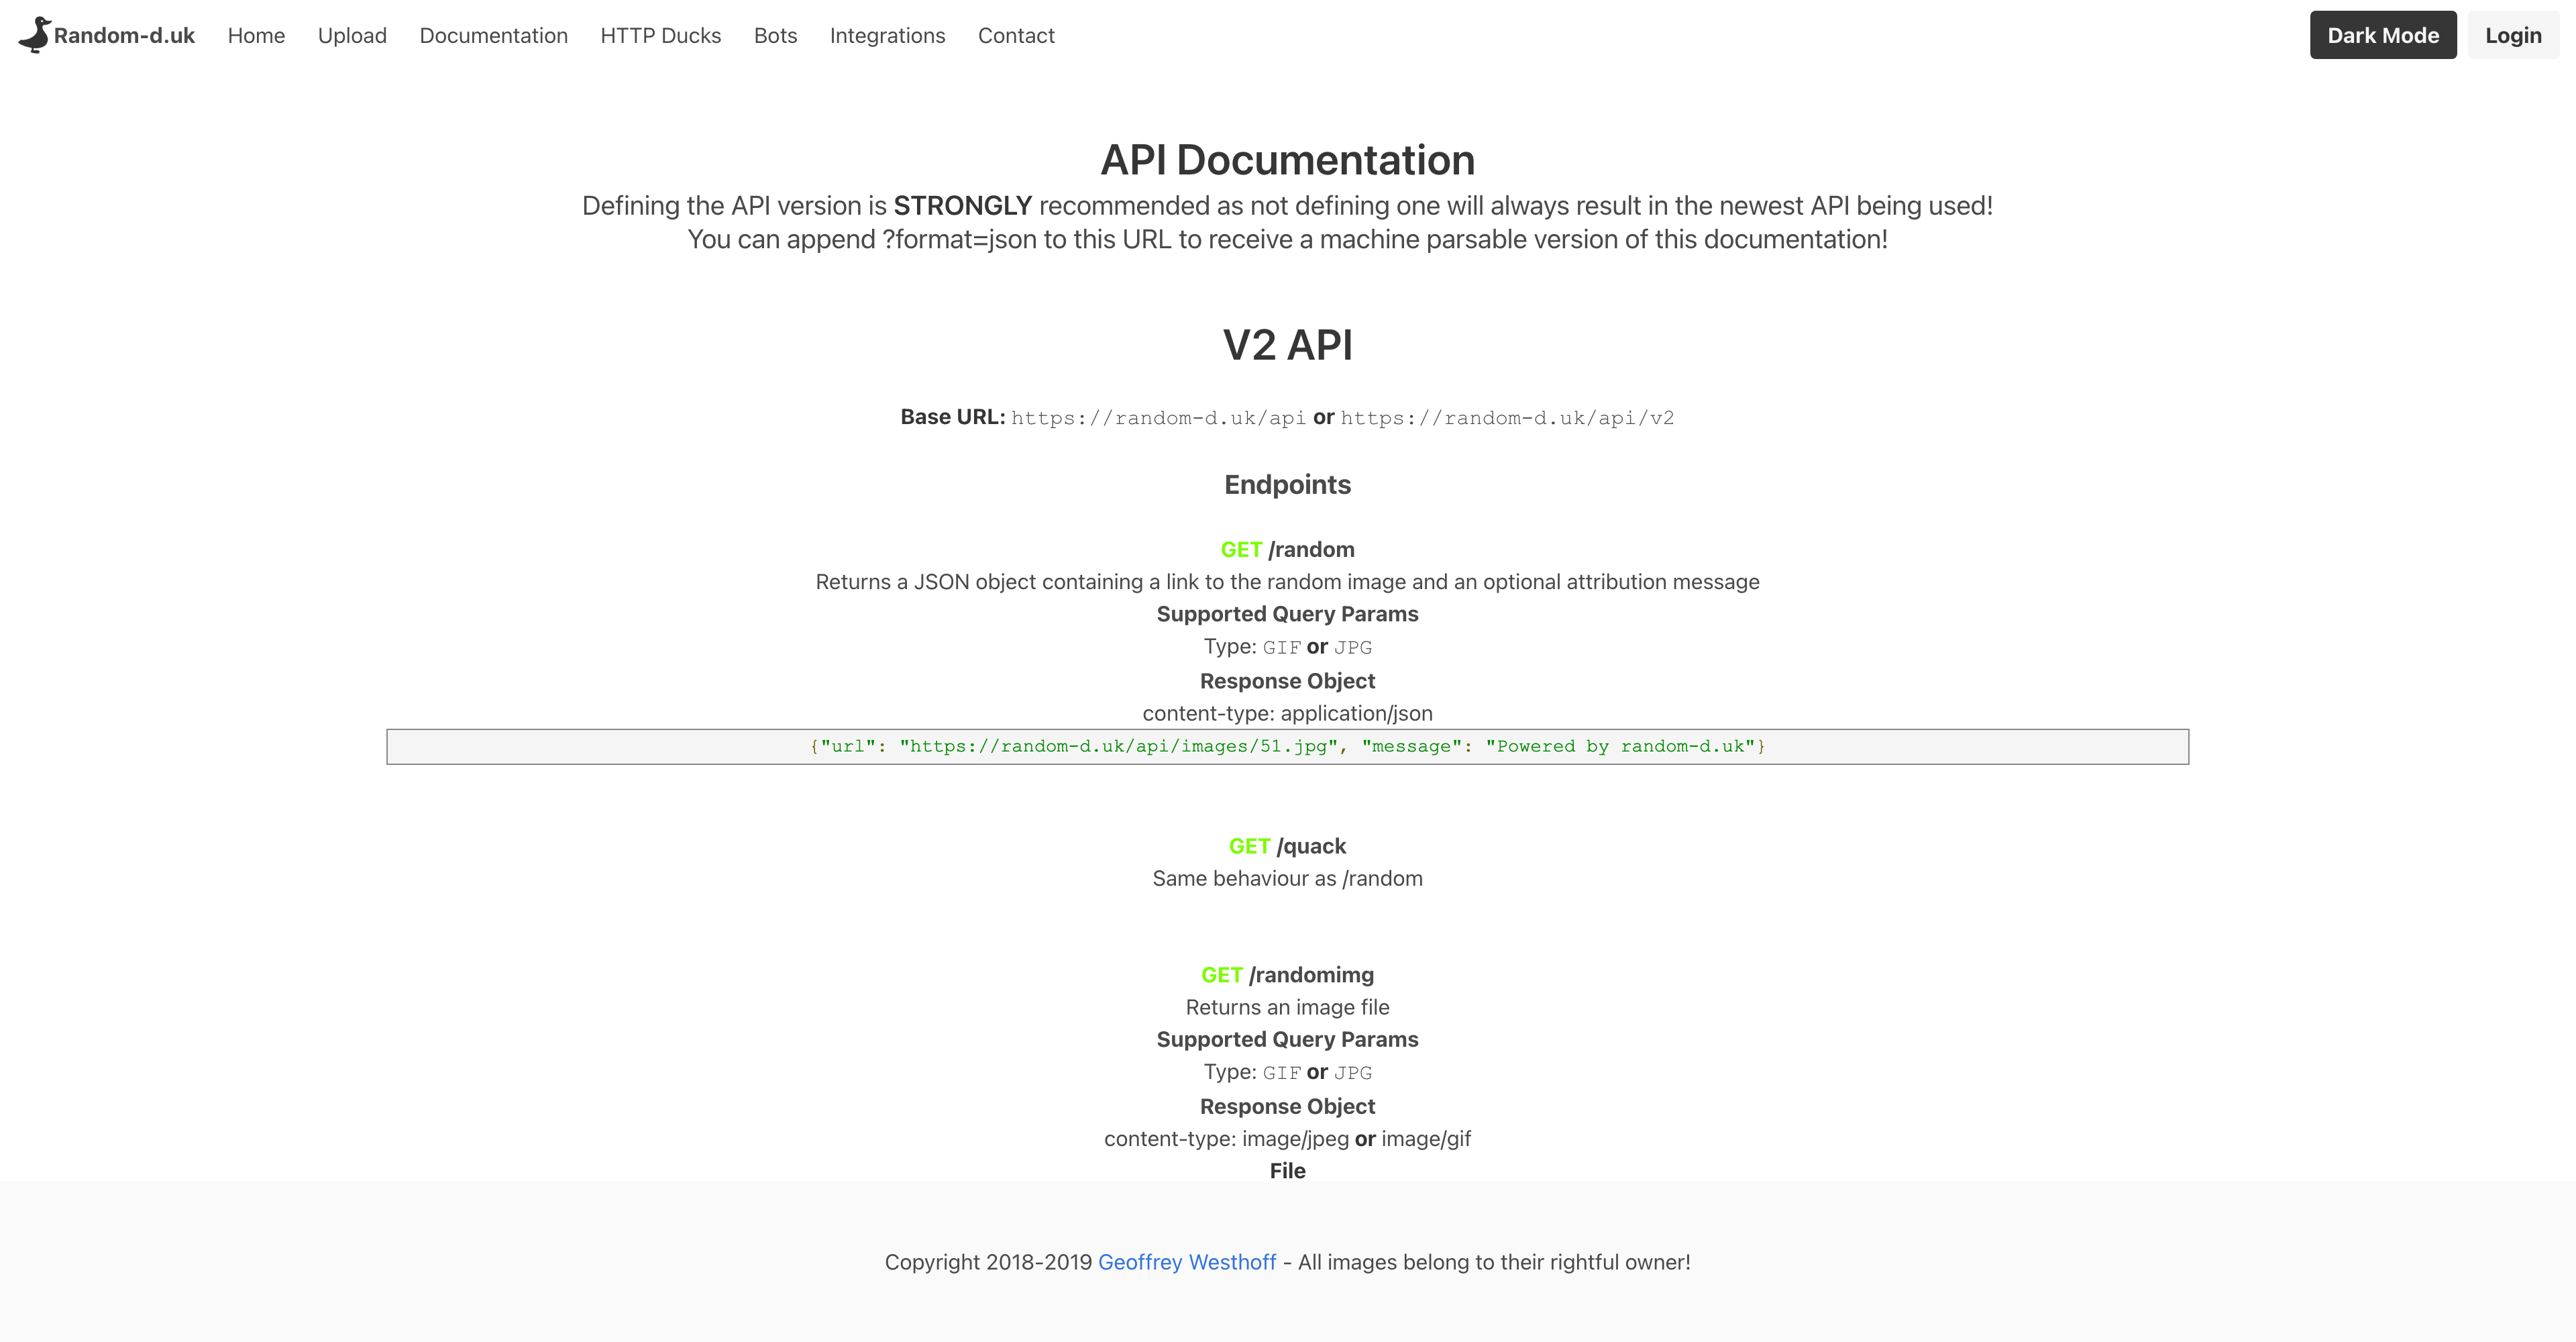 Random-d.uk Home Upload Documentation HTTP Ducks Bots Integrations Contact Dark Mode Login
API Documentation
Defining the API version is STRONGLY recommended as not defining one will always result in the newest API being used!
You can append ?format=json to this URL to receive a machine parsable version of this documentation!
V2 API
Base URL: https://random-d.uk/api or https://random-d.uk/api/v2
Endpoints
GET /random
Returns a JSON object containing a link to the random image and an optional attribution message
Supported Query Params
Type: GIF or JPG
Response Object
content-type: application/json
{"url": "https://random-d.uk/api/images/51.jpg", "message": "Powered by random-d.uk"}
GET /quack
Same behaviour as /random
GET /randomimg
Returns an image file
Supported Query Params
Type: GIF or JPG
Response Object
content-type: image/jpeg or image/gif
File
Copyright 2018-2019 Geoffrey Westhoff - All images belong to their rightful owner!